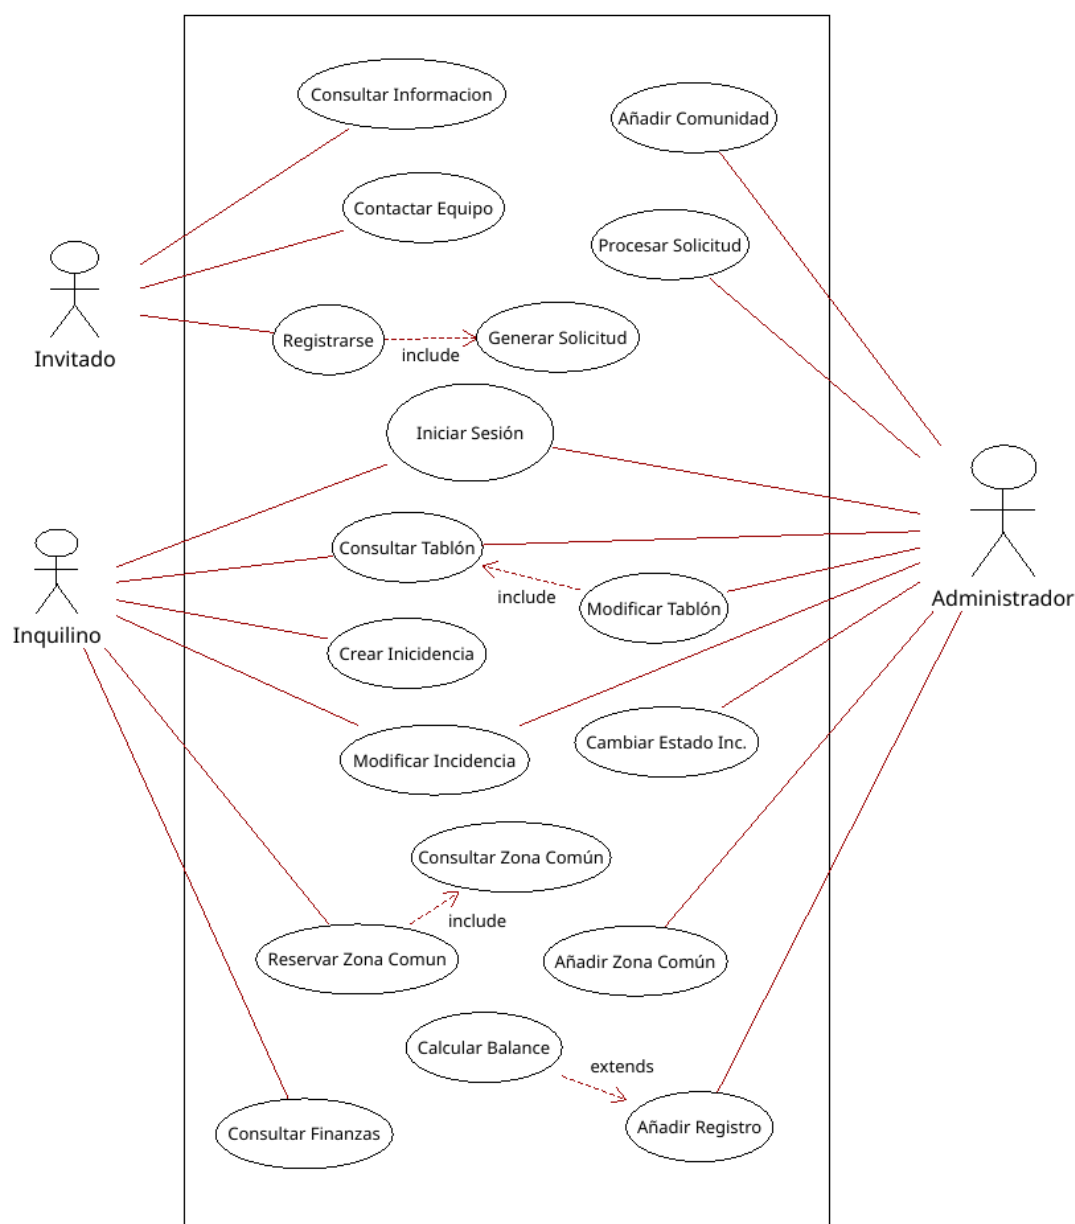 Consultar Informacion
Añadir Comunidad
Contactar Equipo
Procesar Solicitud
Invitado
Registrarse
include
Generar Solicitud
Iniciar Sesión
Consultar Tablón
include
Modificar Tablón
Administrador
Inquilino
Crear Inicidencia
Modificar Incidencia
Cambiar Estado Inc.
Consultar Zona Común
include
Reservar Zona Comun
Añadir Zona Común
Calcular Balance
extends
Añadir Registro
Consultar Finanzas